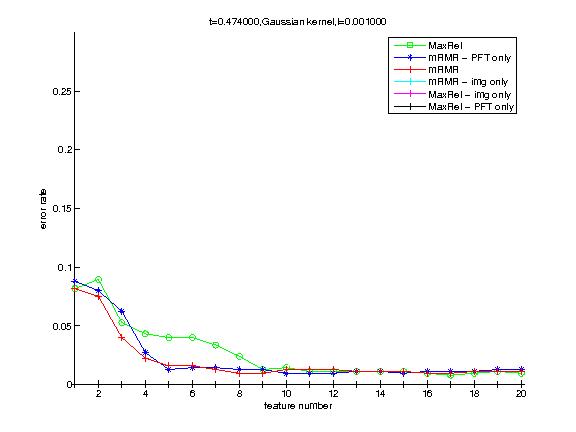 t=0.474000,Gaussian kernel,l=0.001000
MaxRel
mRMR – PFT only
mRMR
mRMR – img only
MaxRel – img only
MaxRel – PFT only
0.25
0.2
0.15
0.1
0.05
0
error rate
2 4 6 8 10 12 14 16 18 20
feature number